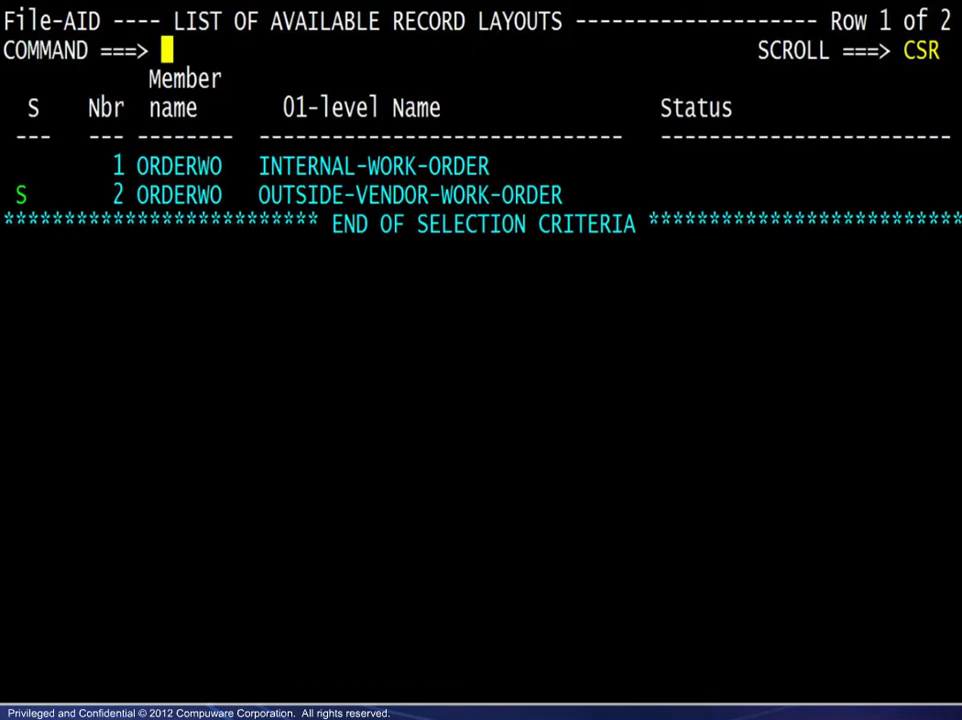 File-AID ---- LIST OF AVAILABLE RECORD LAYOUTS -------------------- Row 1 of 2
COMMAND ===> SCROLL ===> CSR
Member
S Nbr name 01-level Name Status
--- --- -------- ------------------------------ ------------------------
1 ORDERWO INTERNAL-WORK-ORDER
S 2 ORDERWO OUTSIDE-VENDOR-WORK-ORDER
************************** END OF SELECTION CRITERIA **************************
Privileged and Confidential © 2012 Compuware Corporation. All rights reserved.